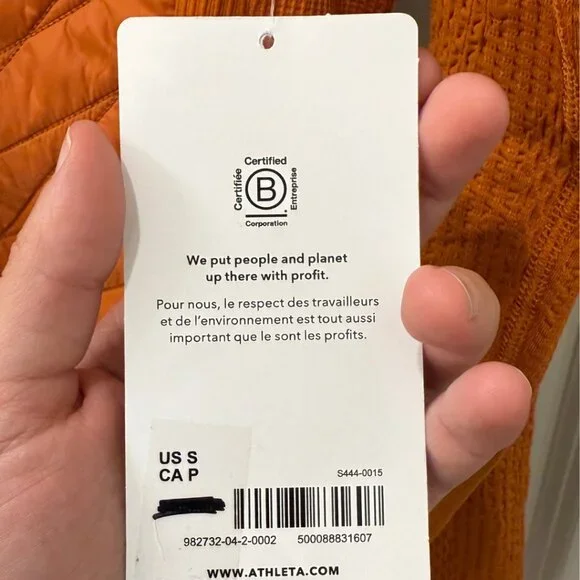 Certified
Certifiée
B
Entreprise
Corporation
We put people and planet
up there with profit.
Pour nous, le respect des travailleurs
et de l'environnement est tout aussi
important que le sont les profits.
US S
CA P
S444-0015
982732-04-2-0002 500088831607
WWW.ATHLETA.COM